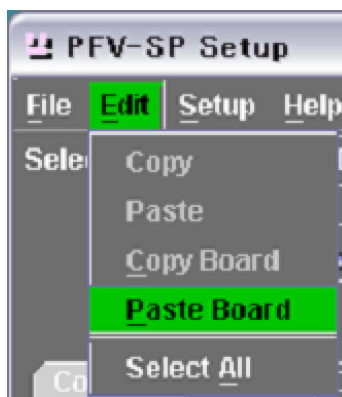 PFV-SP Setup
File Edit Setup Help
Copy
Paste
Copy Board
Paste Board
Select All